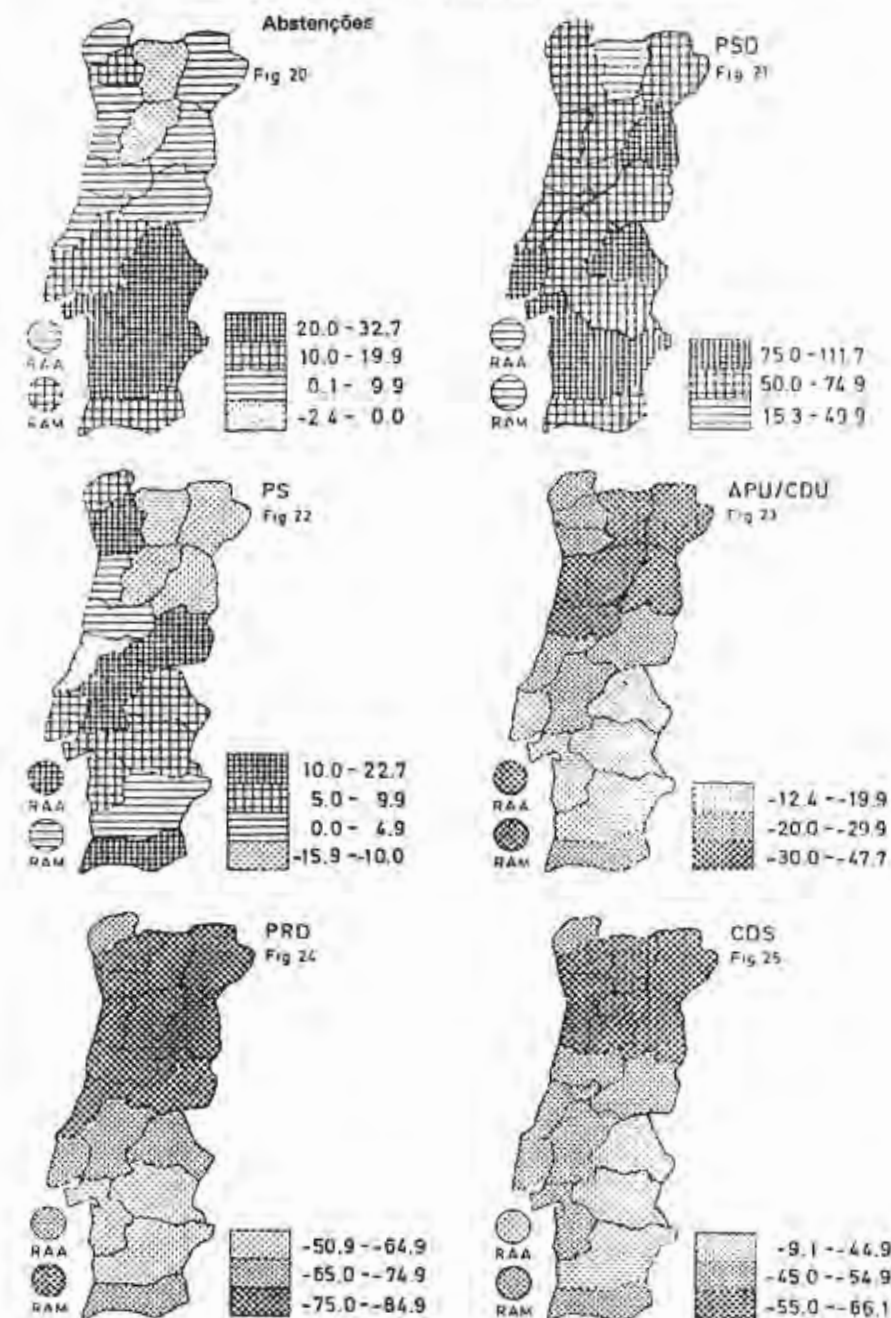 Abstenções
Fig 20
RAA
RAM
20.0 - 32.7
10.0 - 19.9
0.1 - 9.9
-2.4 - 0.0
PSD
Fig 21
RAA
RAM
75.0 - 111.7
50.0 - 74.9
15.3 - 49.9
PS
Fig 22
RAA
RAM
10.0 - 22.7
5.0 - 9.9
0.0 - 4.9
-15.9 - -10.0
APU/CDU
Fig 23
RAA
RAM
-12.4 - -19.9
-20.0 - -29.9
-30.0 - -47.7
PRD
Fig 24
RAA
RAM
-50.9 - -64.9
-65.0 - -74.9
-75.0 - -84.9
CDS
Fig 25
RAA
RAM
-9.1 - -44.9
-45.0 - -54.9
-55.0 - -66.1